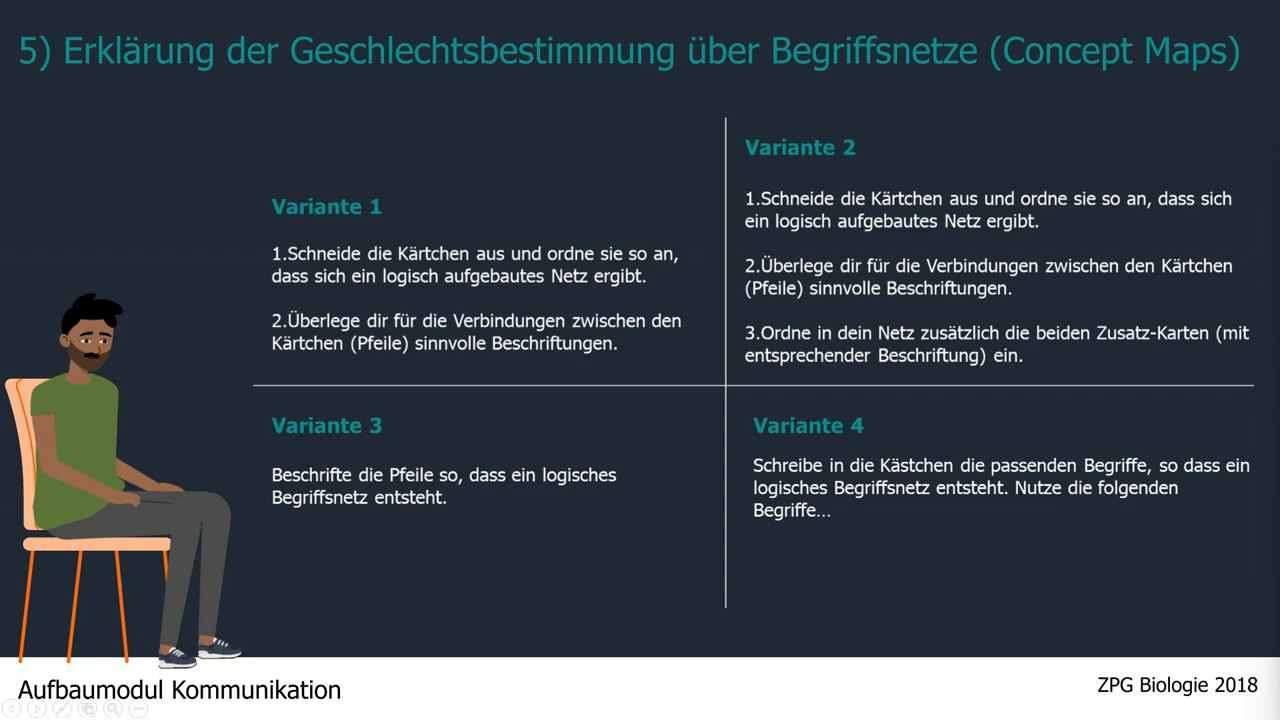 5) Erklärung der Geschlechtsbestimmung über Begriffsnetze (Concept Maps)
Variante 1
1.Schneide die Kärtchen aus und ordne sie so an,
dass sich ein logisch aufgebautes Netz ergibt.
2.Überlege dir für die Verbindungen zwischen den
Kärtchen (Pfeile) sinnvolle Beschriftungen.
Variante 2
1.Schneide die Kärtchen aus und ordne sie so an, dass sich
ein logisch aufgebautes Netz ergibt.
2.Überlege dir für die Verbindungen zwischen den Kärtchen
(Pfeile) sinnvolle Beschriftungen.
3.Ordne in dein Netz zusätzlich die beiden Zusatz-Karten (mit
entsprechender Beschriftung) ein.
Variante 3
Beschrifte die Pfeile so, dass ein logisches
Begriffsnetz entsteht.
Variante 4
Schreibe in die Kästchen die passenden Begriffe, so dass ein
logisches Begriffsnetz entsteht. Nutze die folgenden
Begriffe…
Aufbaumodul Kommunikation
ZPG Biologie 2018